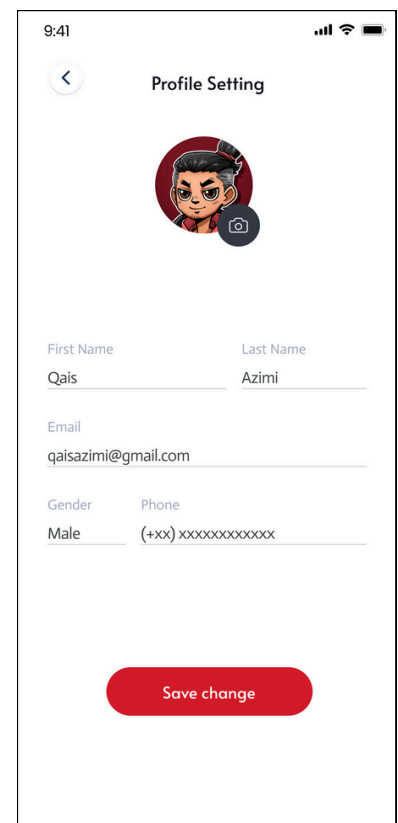 9:41
Profile Setting
First Name Last Name
Qais Azimi
Email
qaisazimi@gmail.com
Gender Phone
Male (+xx) xxxxxxxxxxxx
Save change